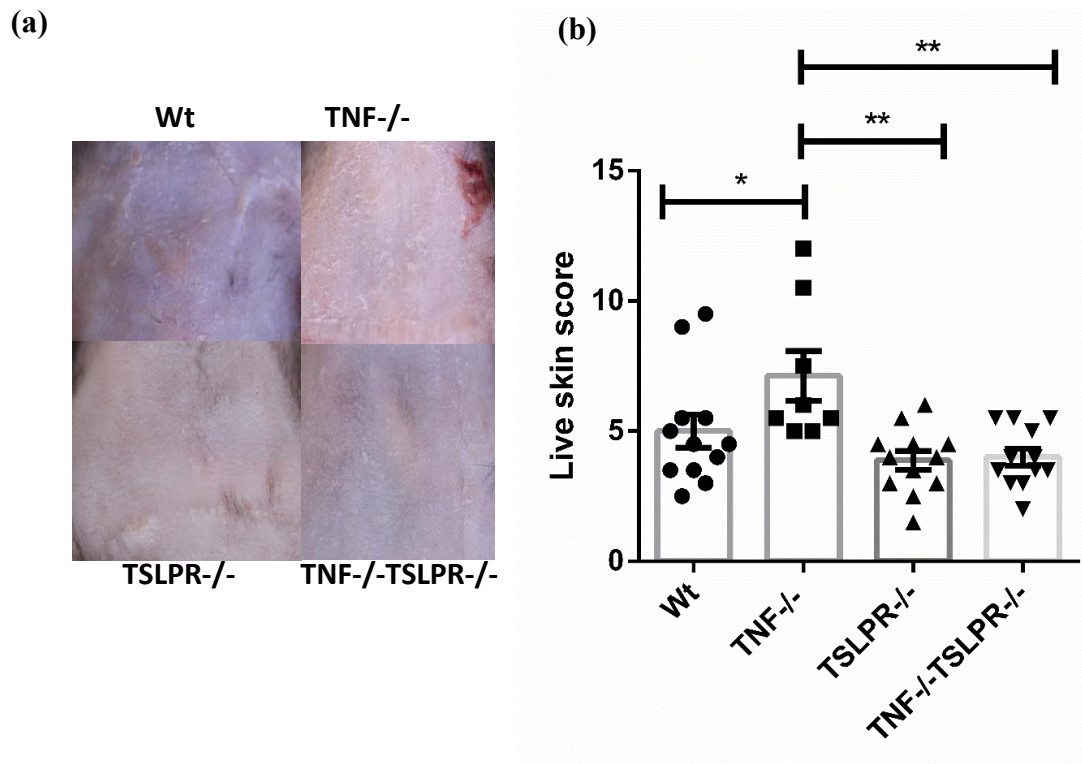 (a)
Wt
TNF-/-
TSLPR-/-
TNF-/-TSLPR-/-
(b)
**
**
*
15
10
5
0
Live skin score
Wt
TNF-/-
TSLPR-/-
TNF-/-TSLPR-/-